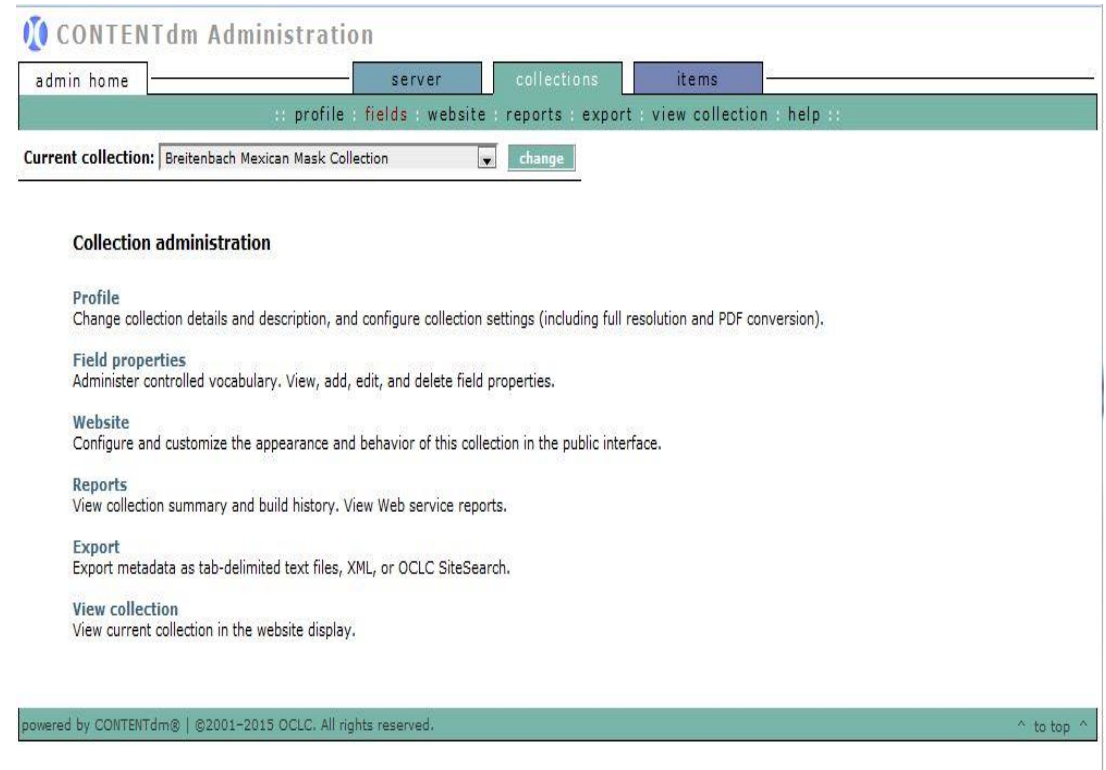 CONTENTdm Administration
admin home server collections items
:: profile : fields : website : reports : export : view collection : help ::
Current collection: Breitenbach Mexican Mask Collection change
Collection administration
Profile
Change collection details and description, and configure collection settings (including full resolution and PDF conversion).
Field properties
Administer controlled vocabulary. View, add, edit, and delete field properties.
Website
Configure and customize the appearance and behavior of this collection in the public interface.
Reports
View collection summary and build history. View Web service reports.
Export
Export metadata as tab-delimited text files, XML, or OCLC SiteSearch.
View collection
View current collection in the website display.
powered by CONTENTdm® | ©2001-2015 OCLC. All rights reserved. ^ to top ^